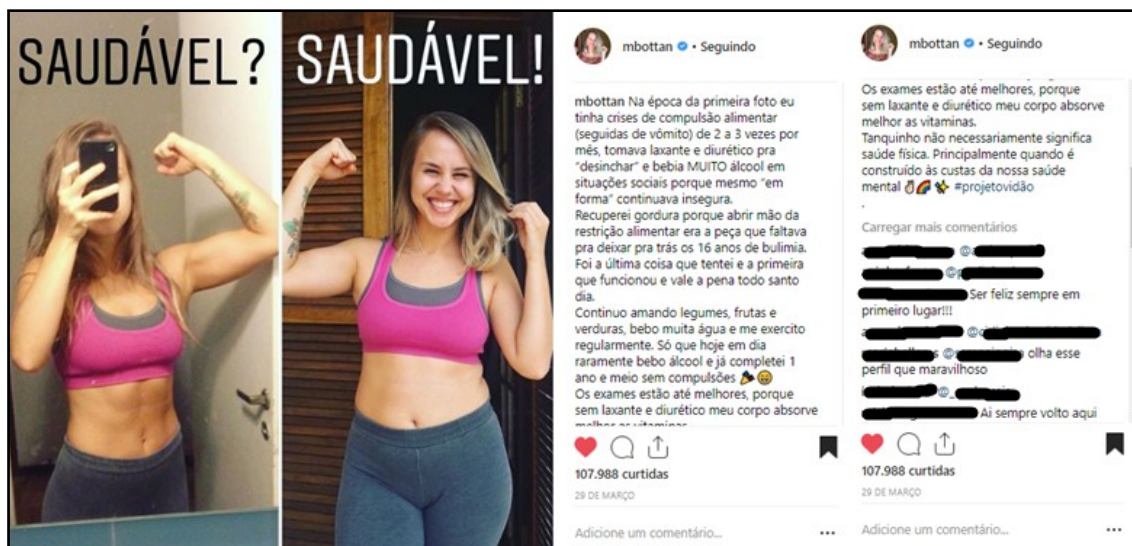 SAUDÁVEL?
SAUDÁVEL!
mbottan • Seguindo
mbottan Na época da primeira foto eu
tinha crises de compulsão alimentar
(seguidas de vômito) de 2 a 3 vezes por
mês, tomava laxante e diurético pra
"desinchar" e bebia MUITO álcool em
situações sociais porque mesmo "em
forma" continuava insegura.
Recuperei gordura porque abrir mão da
restrição alimentar era a peça que faltava
pra deixar pra trás os 16 anos de bulimia.
Foi a última coisa que tentei e a primeira
que funcionou e vale a pena todo santo
dia.
Continuo amando legumes, frutas e
verduras, bebo muita água e me exercito
regularmente. Só que hoje em dia
raramente bebo álcool e já completei 1
ano e meio sem compulsões 🎉😁
Os exames estão até melhores, porque
sem laxante e diurético meu corpo absorve
melhor as vitaminas.
107.988 curtidas
29 DE MARÇO
Adicione um comentário...
mbottan • Seguindo
Os exames estão até melhores, porque
sem laxante e diurético meu corpo absorve
melhor as vitaminas.
Tanquinho não necessariamente significa
saúde física. Principalmente quando é
construído às custas da nossa saúde
mental ✌🏻🌈✨ #projetovidão
.
Carregar mais comentários
@
@
Ser feliz sempre em
primeiro lugar!!!
@
@ olha esse
perfil que maravilhoso
@
Ai sempre volto aqui
107.988 curtidas
29 DE MARÇO
Adicione um comentário...